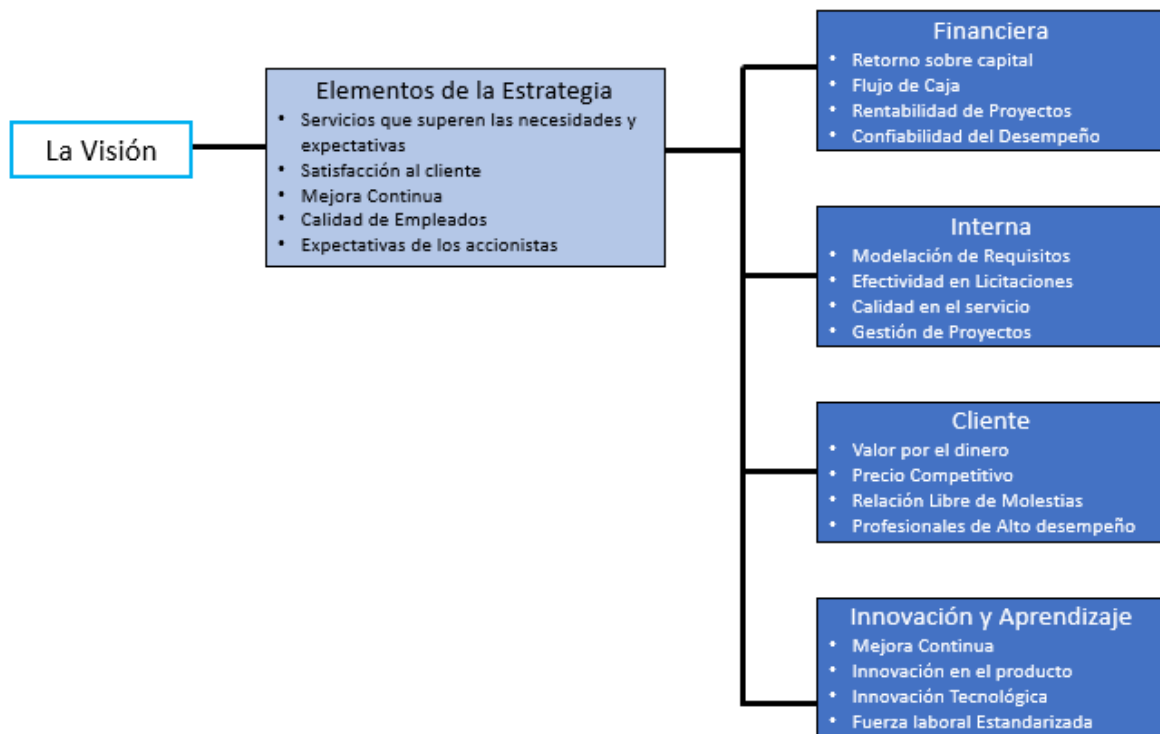 La Visión
Elementos de la Estrategia
• Servicios que superen las necesidades y
expectativas
• Satisfacción al cliente
• Mejora Continua
• Calidad de Empleados
• Expectativas de los accionistas
Financiera
• Retorno sobre capital
• Flujo de Caja
• Rentabilidad de Proyectos
• Confiabilidad del Desempeño
Interna
• Modelación de Requisitos
• Efectividad en Licitaciones
• Calidad en el servicio
• Gestión de Proyectos
Cliente
• Valor por el dinero
• Precio Competitivo
• Relación Libre de Molestias
• Profesionales de Alto desempeño
Innovación y Aprendizaje
• Mejora Continua
• Innovación en el producto
• Innovación Tecnológica
• Fuerza laboral Estandarizada